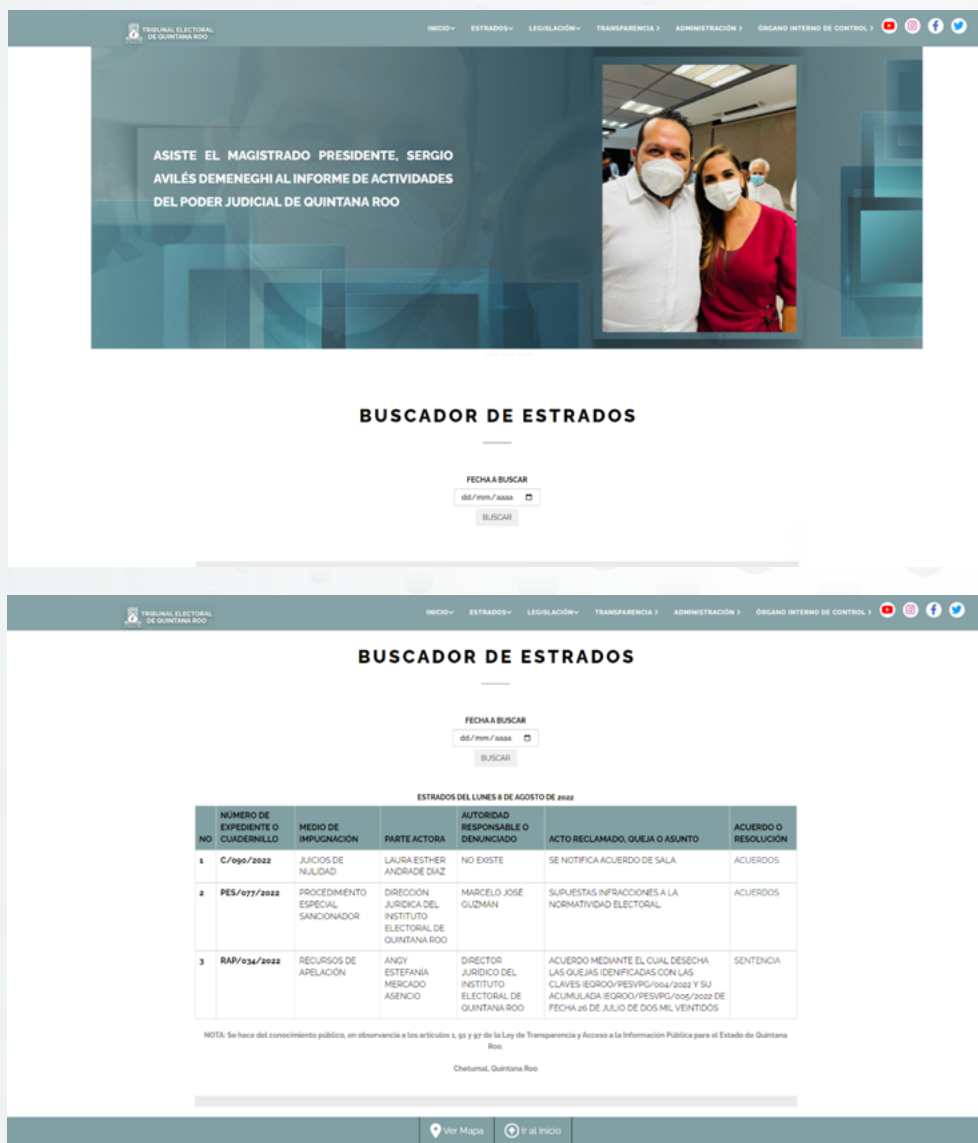 TRIBUNAL ELECTORAL
DE QUINTANA ROO
INICIO ESTRADOS LEGISLACIÓN TRANSPARENCIA > ADMINISTRACIÓN > ÓRGANO INTERNO DE CONTROL >
ASISTE EL MAGISTRADO PRESIDENTE, SERGIO
AVILÉS DEMENEGHI AL INFORME DE ACTIVIDADES
DEL PODER JUDICIAL DE QUINTANA ROO
BUSCADOR DE ESTRADOS
FECHA A BUSCAR
dd/mm/aaaa
BUSCAR
TRIBUNAL ELECTORAL
DE QUINTANA ROO
INICIO ESTRADOS LEGISLACIÓN TRANSPARENCIA > ADMINISTRACIÓN > ÓRGANO INTERNO DE CONTROL >
BUSCADOR DE ESTRADOS
FECHA A BUSCAR
dd/mm/aaaa
BUSCAR
ESTRADOS DEL LUNES 8 DE AGOSTO DE 2022
NO
NÚMERO DE
EXPEDIENTE O
CUADERNILLO
MEDIO DE
IMPUGNACIÓN
PARTE ACTORA
AUTORIDAD
RESPONSABLE O
DENUNCIADO
ACTO RECLAMADO, QUEJA O ASUNTO
ACUERDO O
RESOLUCIÓN
1
C/090/2022
JUICIOS DE
NULIDAD
LAURA ESTHER
ANDRADE DÍAZ
NO EXISTE
SE NOTIFICA ACUERDO DE SALA
ACUERDOS
2
PES/077/2022
PROCEDIMIENTO
ESPECIAL
SANCIONADOR
DIRECCIÓN
JURÍDICA DEL
INSTITUTO
ELECTORAL DE
QUINTANA ROO
MARCELO JOSÉ
GUZMÁN
SUPUESTAS INFRACCIONES A LA
NORMATIVIDAD ELECTORAL.
ACUERDOS
3
RAP/034/2022
RECURSOS DE
APELACIÓN
ANGY
ESTEFANÍA
MERCADO
ASENCIO
DIRECTOR
JURÍDICO DEL
INSTITUTO
ELECTORAL DE
QUINTANA ROO
ACUERDO MEDIANTE EL CUAL DESECHA
LAS QUEJAS IDENIFICADAS CON LAS
CLAVES IEQROO/PESVPG/004/2022 Y SU
ACUMULADA IEQROO/PESVPG/005/2022 DE
FECHA 26 DE JULIO DE DOS MIL VEINTIDÓS
SENTENCIA
NOTA: Se hace del conocimiento público, en observancia a los artículos 1, 91 y 97 de la Ley de Transparencia y Acceso a la Información Pública para el Estado de Quintana
Roo.
Chetumal, Quintana Roo
Ver Mapa Ir al Inicio